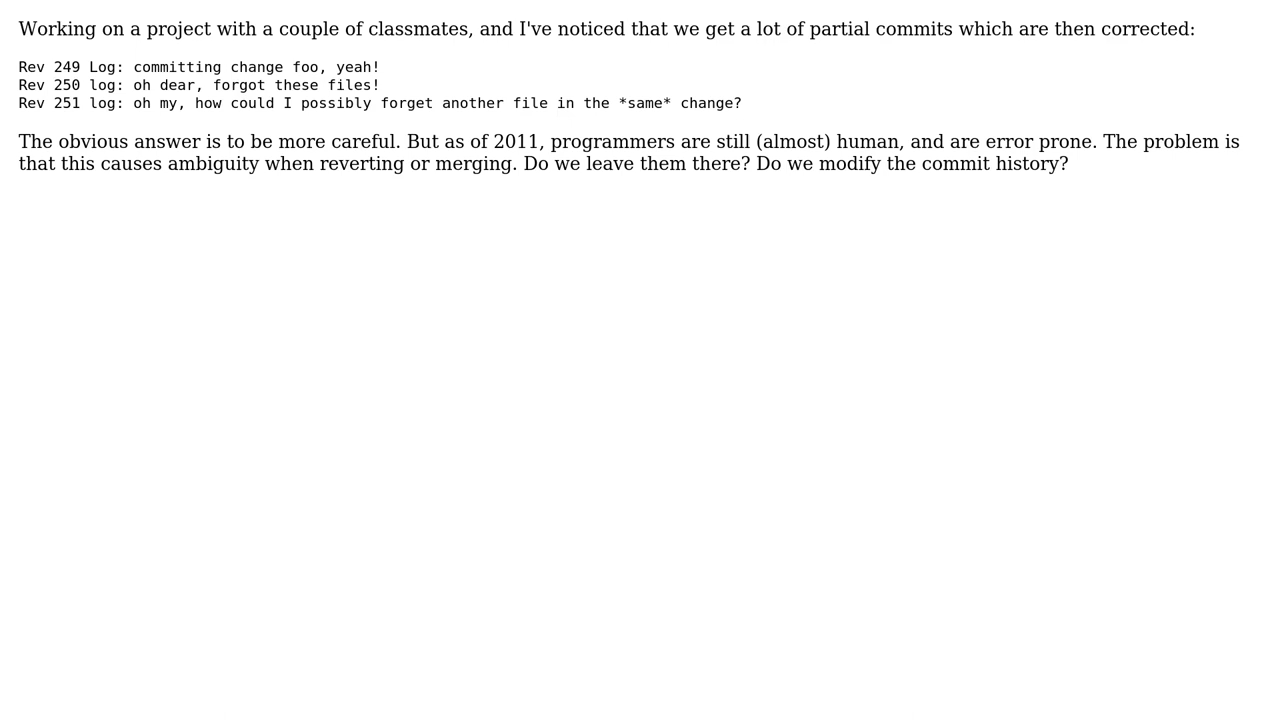 Working on a project with a couple of classmates, and I've noticed that we get a lot of partial commits which are then corrected:
Rev 249 Log: committing change foo, yeah!
Rev 250 log: oh dear, forgot these files!
Rev 251 log: oh my, how could I possibly forget another file in the *same* change?
The obvious answer is to be more careful. But as of 2011, programmers are still (almost) human, and are error prone. The problem is
that this causes ambiguity when reverting or merging. Do we leave them there? Do we modify the commit history?